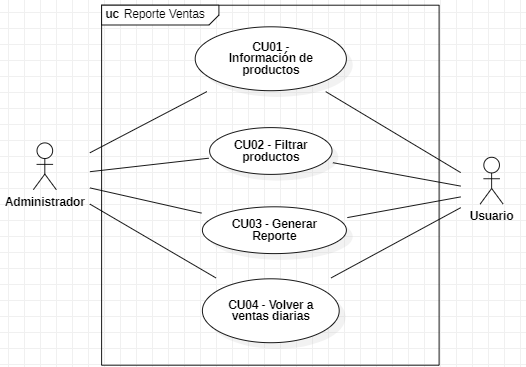 uc Reporte Ventas
CU01 -
Información de
productos
CU02 - Filtrar
productos
Administrador
Usuario
CU03 - Generar
Reporte
CU04 - Volver a
ventas diarias